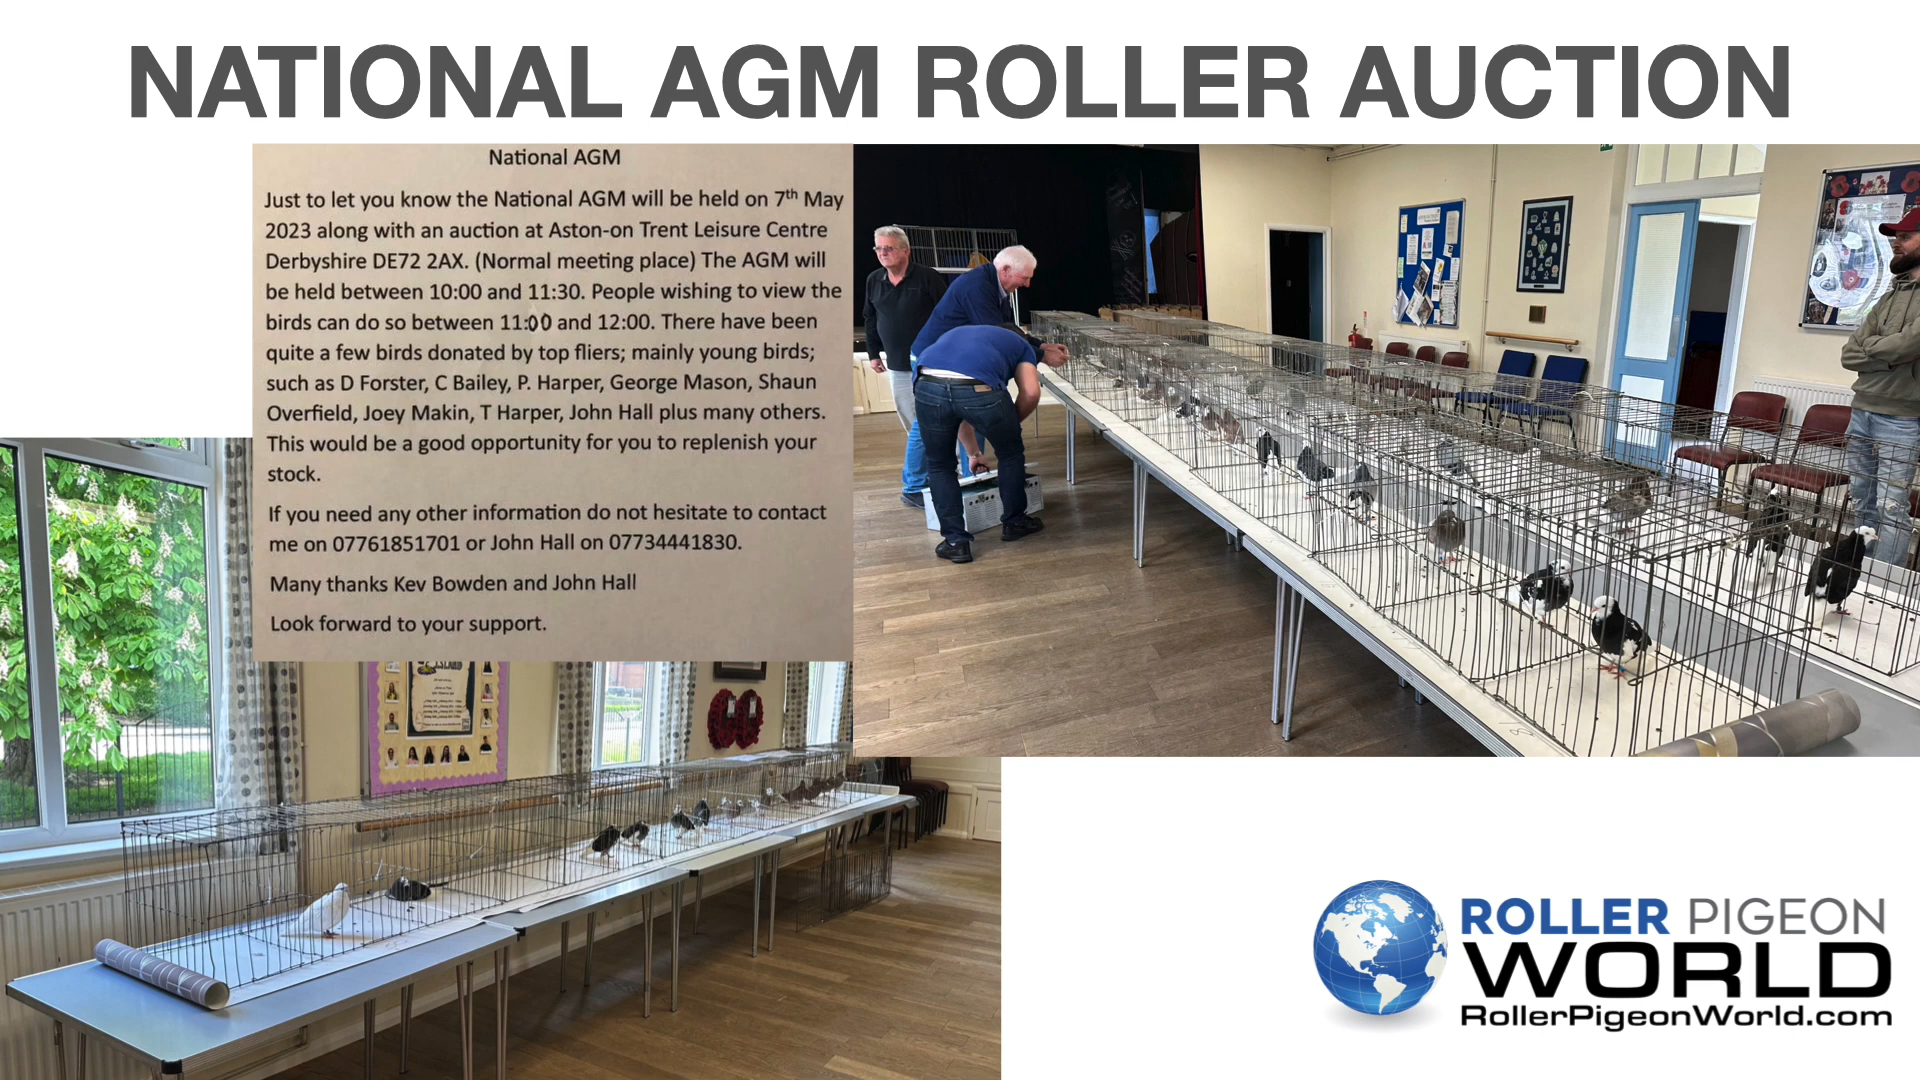 NATIONAL AGM ROLLER AUCTION
National AGM
Just to let you know the National AGM will be held on 7th May
2023 along with an auction at Aston-on Trent Leisure Centre
Derbyshire DE72 2AX. (Normal meeting place) The AGM will
be held between 10:00 and 11:30. People wishing to view the
birds can do so between 11:00 and 12:00. There have been
quite a few birds donated by top fliers; mainly young birds;
such as D Forster, C Bailey, P. Harper, George Mason, Shaun
Overfield, Joey Makin, T Harper, John Hall plus many others.
This would be a good opportunity for you to replenish your
stock.
If you need any other information do not hesitate to contact
me on 07761851701 or John Hall on 07734441830.
Many thanks Kev Bowden and John Hall
Look forward to your support.
ROLLER PIGEON
WORLD
RollerPigeonWorld.com